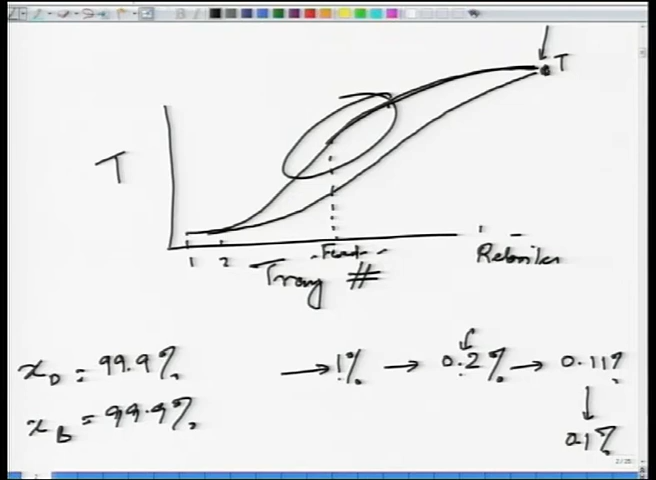 T
T
1 2 Feed Reboiler
Tray #
x_D = 99.9% → 1% → 0.2% → 0.11%
x_B = 99.9%
0.1%